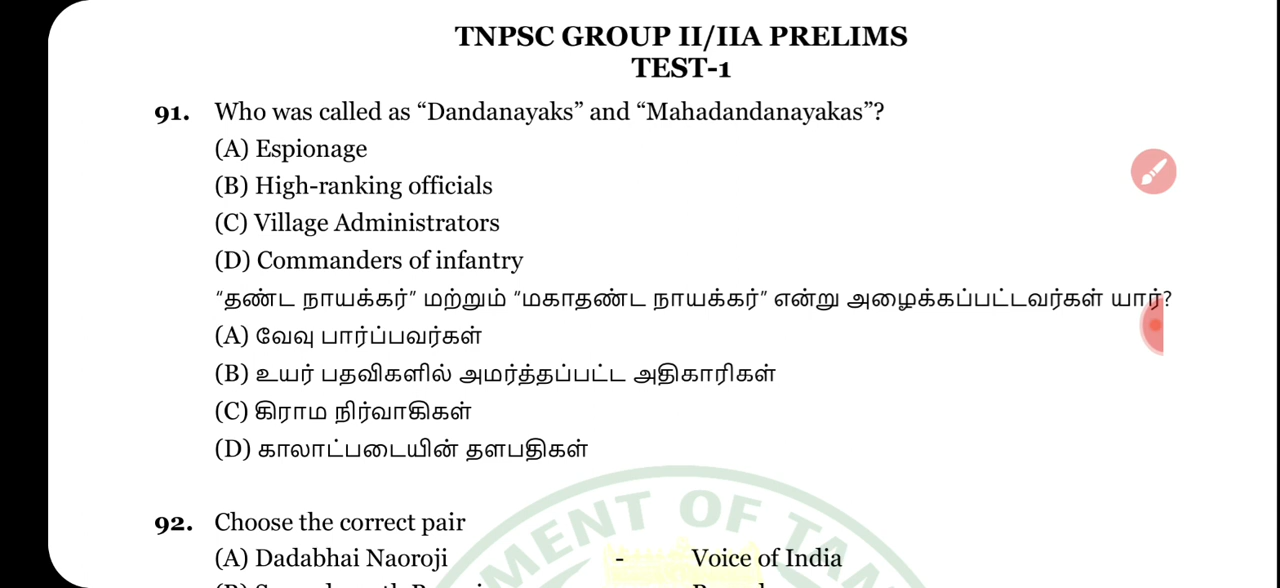 TNPSC GROUP II/IIA PRELIMS
TEST-1
91. Who was called as “Dandanayaks” and “Mahadandanayakas”?
(A) Espionage
(B) High-ranking officials
(C) Village Administrators
(D) Commanders of infantry
“தண்ட நாயக்கர்” மற்றும் “மகாதண்ட நாயக்கர்” என்று அழைக்கப்பட்டவர்கள் யார்?
(A) வேவு பார்ப்பவர்கள்
(B) உயர் பதவிகளில் அமர்த்தப்பட்ட அதிகாரிகள்
(C) கிராம நிர்வாகிகள்
(D) காலாட்படையின் தளபதிகள்
MENT OF TAM
92. Choose the correct pair
(A) Dadabhai Naoroji - Voice of India